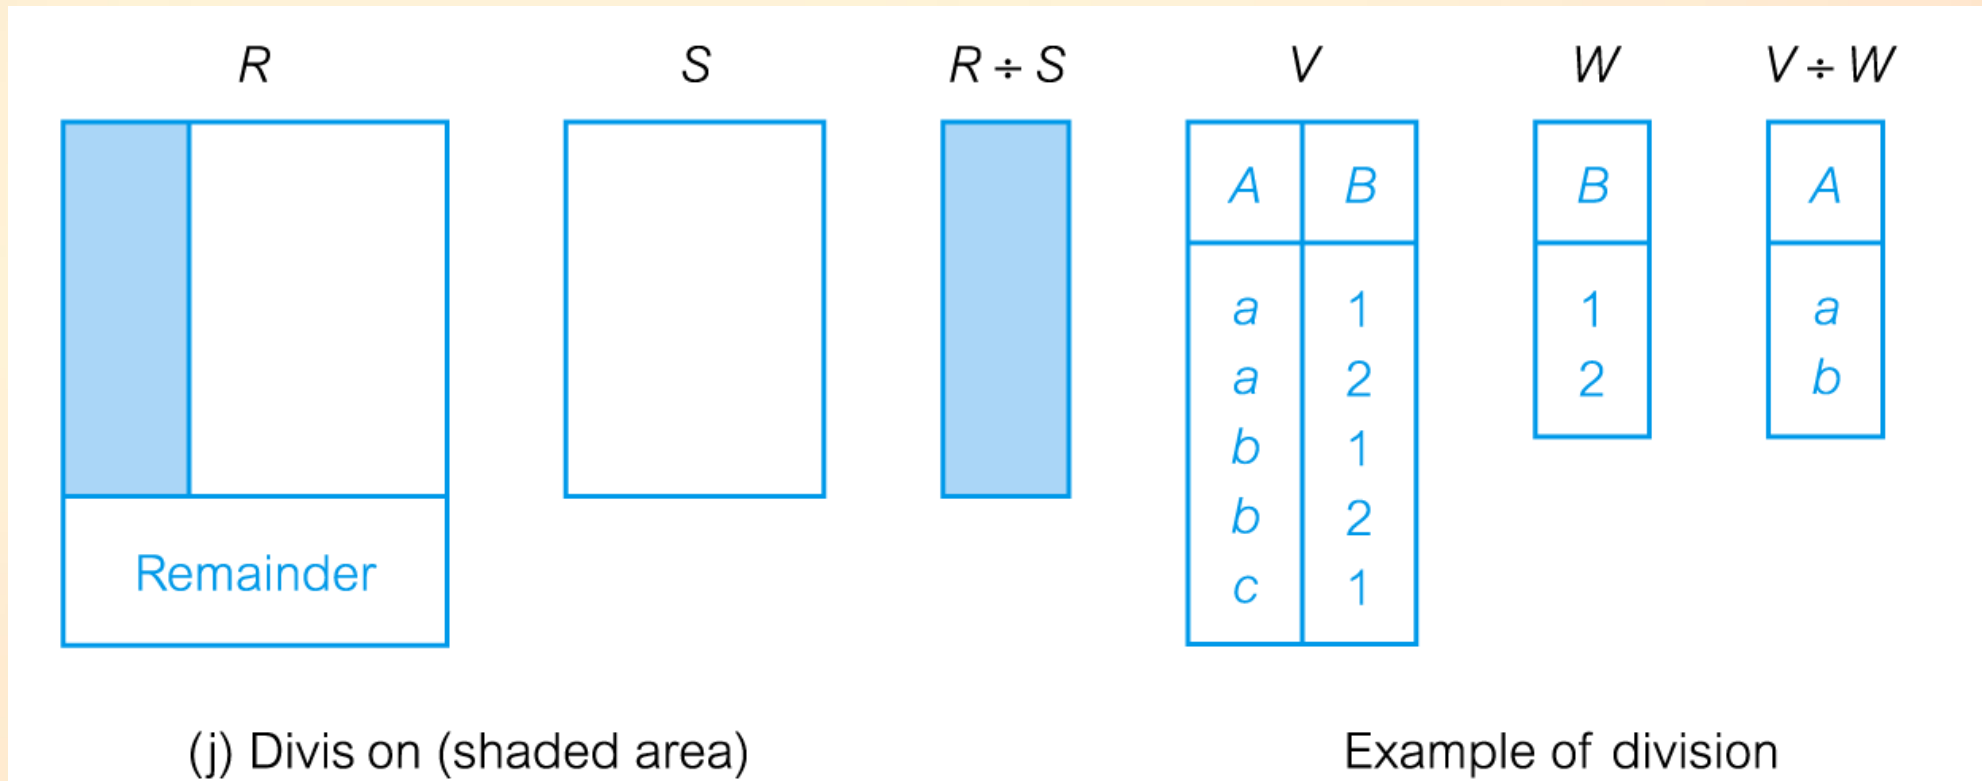 R S R ÷ S V W V ÷ W
A B B A
a 1 1 a
a 2 2 b
b 1
b 2
Remainder
c 1
(j) Divis on (shaded area) Example of division